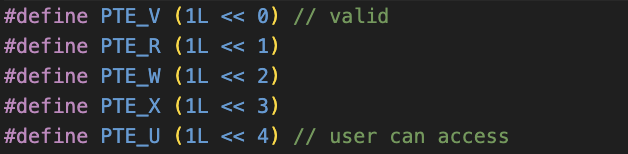 #define PTE_V (1L << 0) // valid
#define PTE_R (1L << 1)
#define PTE_W (1L << 2)
#define PTE_X (1L << 3)
#define PTE_U (1L << 4) // user can access